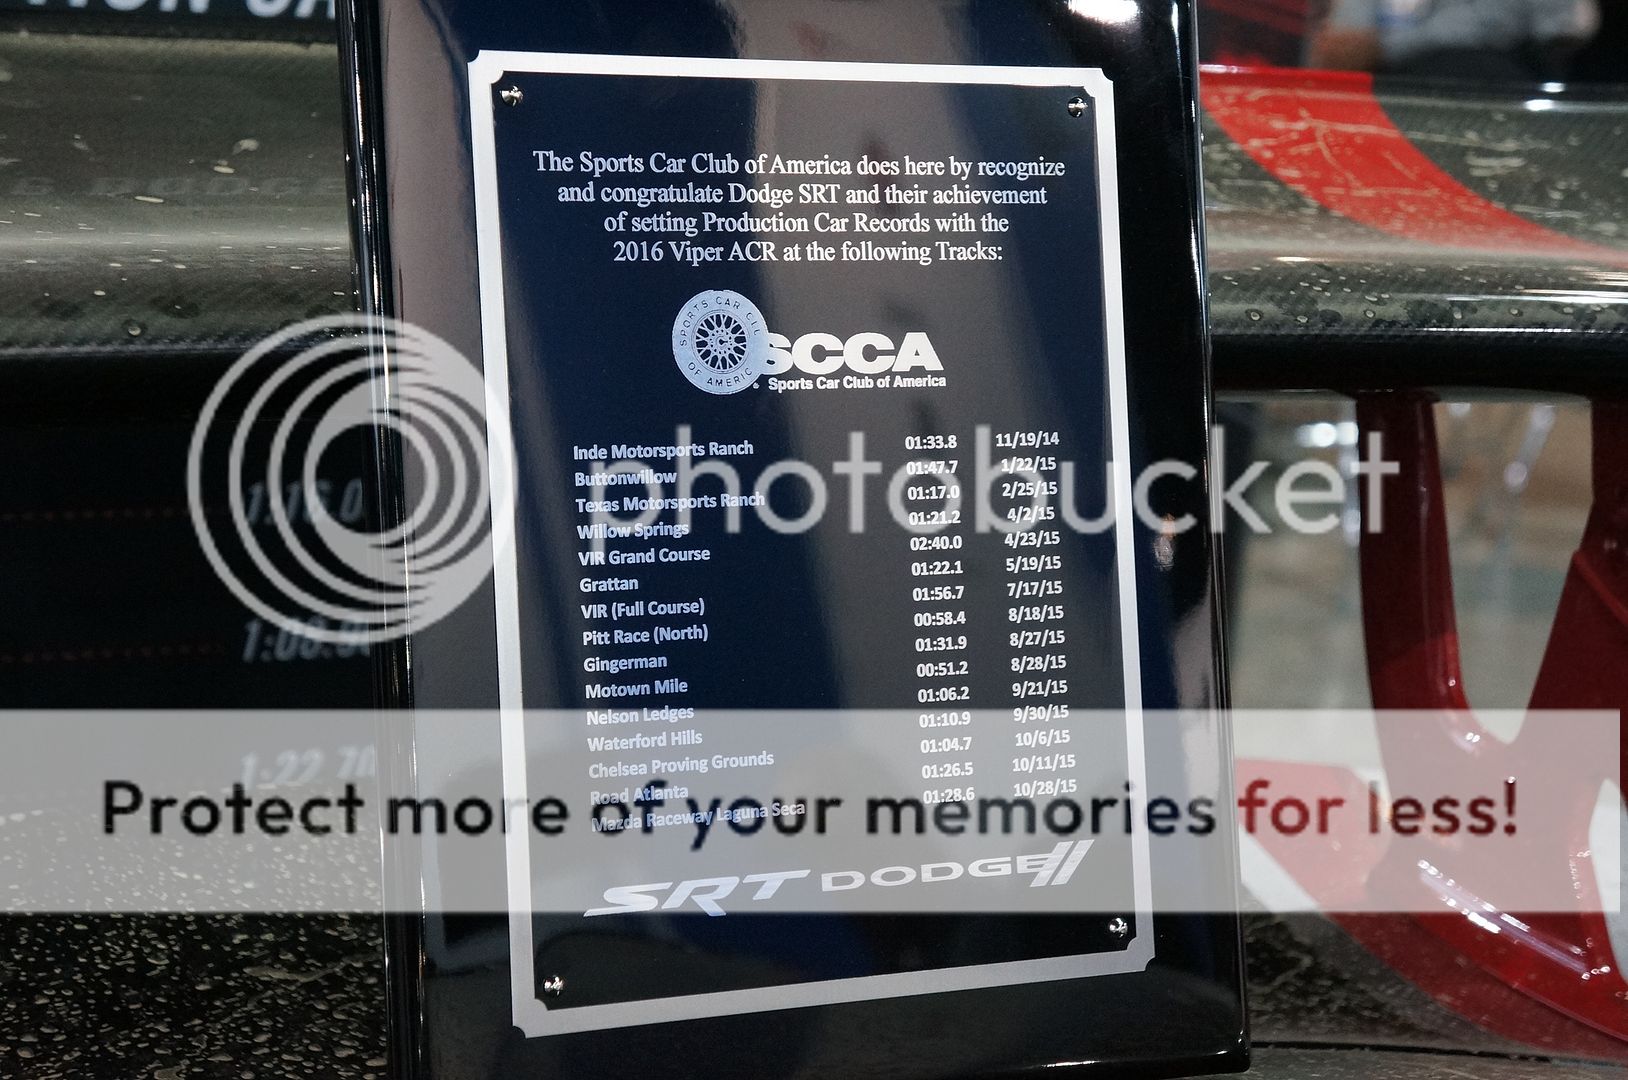 The Sports Car Club of America does here by recognize
and congratulate Dodge SRT and their achievement
of setting Production Car Records with the
2016 Viper ACR at the following Tracks:
SPORTS CAR CLU
OF AMERIC
SCCA
Sports Car Club of America
Inde Motorsports Ranch 01:33.8 11/19/14
Buttonwillow 01:47.7 1/22/15
Texas Motorsports Ranch 01:17.0 2/25/15
Willow Springs 01:21.2 4/2/15
VIR Grand Course 02:40.0 4/23/15
Grattan 01:22.1 5/19/15
VIR (Full Course) 01:56.7 7/17/15
Pitt Race (North) 00:58.4 8/18/15
Gingerman 01:31.9 8/27/15
Motown Mile 00:51.2 8/28/15
Nelson Ledges 01:06.2 9/21/15
Waterford Hills 01:10.9 9/30/15
Chelsea Proving Grounds 01:04.7 10/6/15
Road Atlanta 01:26.5 10/11/15
Mazda Raceway Laguna Seca 01:28.6 10/28/15
SRT DODGE
photobucket
Protect more of your memories for less!